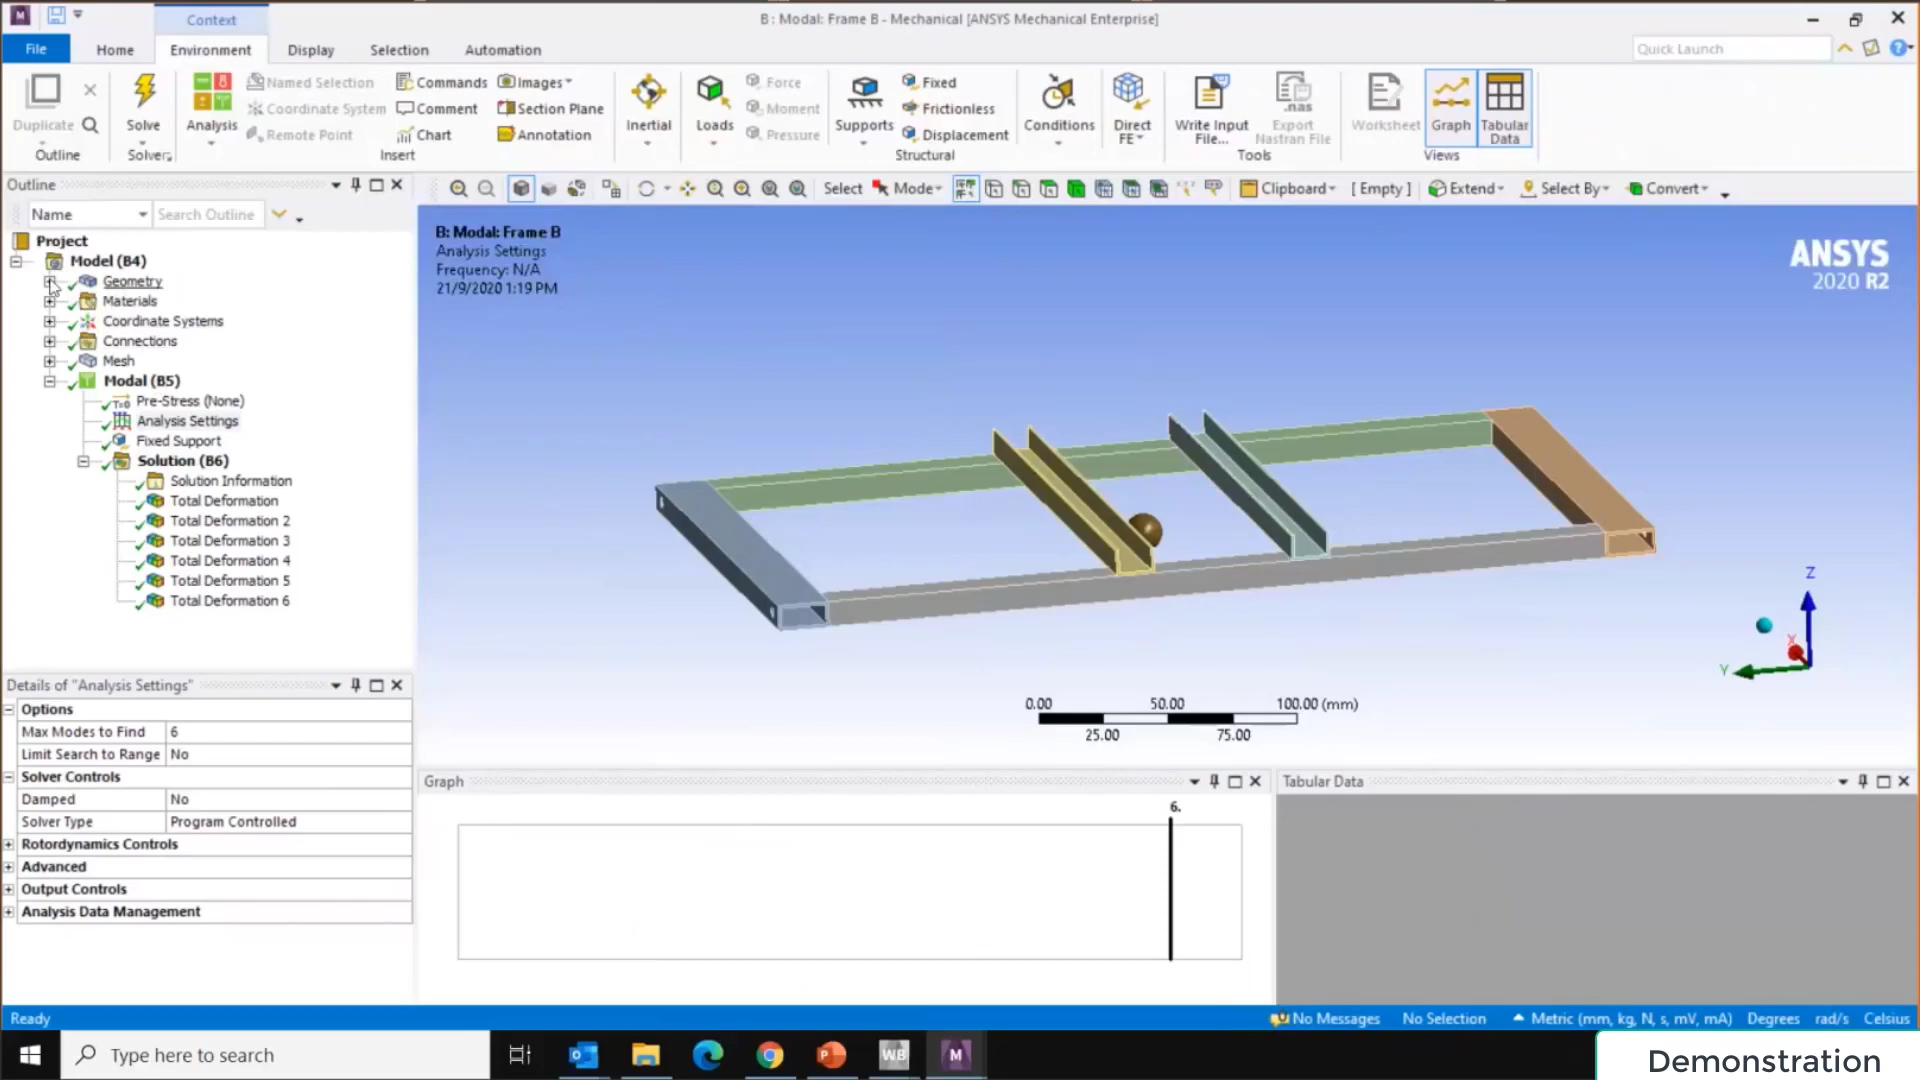 Context
B : Modal: Frame B - Mechanical [ANSYS Mechanical Enterprise]
File
Home
Environment
Display
Selection
Automation
Quick Launch
Duplicate
Outline
Solve
Solver
Analysis
Named Selection
Coordinate System
Remote Point
Commands
Comment
Chart
Images
Section Plane
Annotation
Insert
Inertial
Loads
Force
Moment
Pressure
Supports
Fixed
Frictionless
Displacement
Structural
Conditions
Direct FE
Write Input File...
Export Nastran File
.nas
Tools
Worksheet
Graph
Tabular Data
Views
Outline
Name
Search Outline
Select
Mode
Clipboard
[ Empty ]
Extend
Select By
Convert
Project
Model (B4)
Geometry
Materials
Coordinate Systems
Connections
Mesh
Modal (B5)
Pre-Stress (None)
Analysis Settings
Fixed Support
Solution (B6)
Solution Information
Total Deformation
Total Deformation 2
Total Deformation 3
Total Deformation 4
Total Deformation 5
Total Deformation 6
B: Modal: Frame B
Analysis Settings
Frequency: N/A
21/9/2020 1:19 PM
ANSYS
2020 R2
Z
X
Y
0.00 50.00 100.00 (mm)
25.00 75.00
Details of "Analysis Settings"
Options
Max Modes to Find 6
Limit Search to Range No
Solver Controls
Damped No
Solver Type Program Controlled
Rotordynamics Controls
Advanced
Output Controls
Analysis Data Management
Graph
6.
Tabular Data
Ready
No Messages
No Selection
Metric (mm, kg, N, s, mV, mA)
Degrees
rad/s
Celsius
Type here to search
WB
M
Demonstration